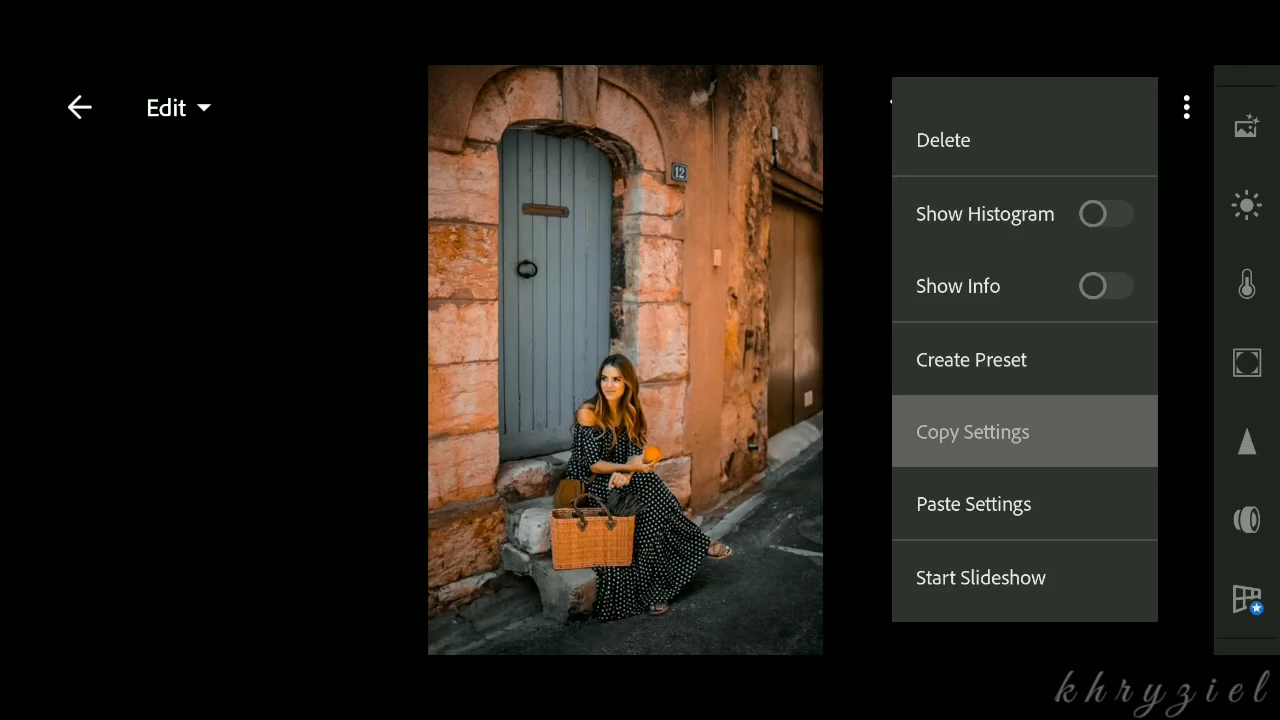 Edit
12
Delete
Show Histogram
Show Info
Create Preset
Copy Settings
Paste Settings
Start Slideshow
khryziel